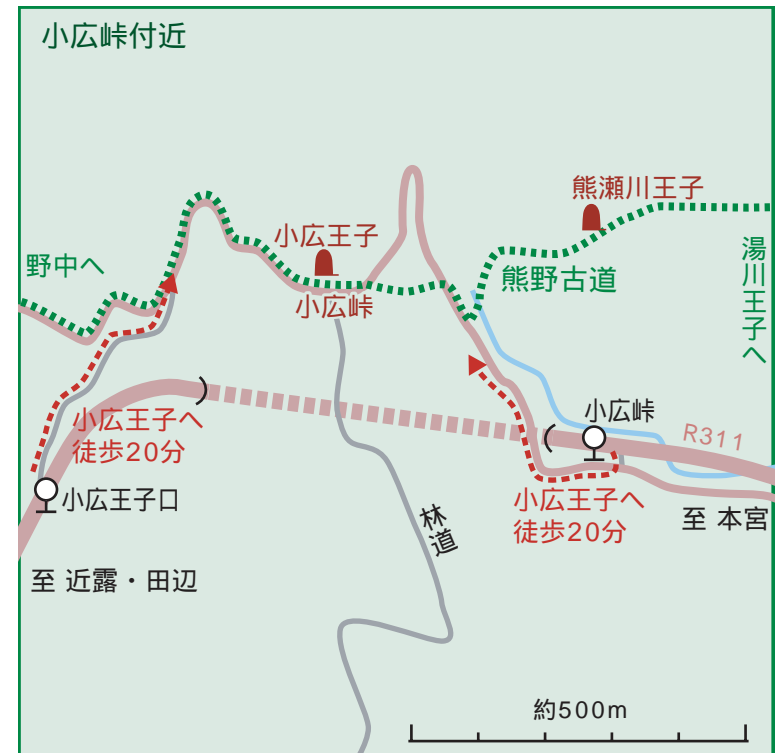 小広峠付近
熊瀬川王子
小広王子
野中へ
熊野古道
湯川王子へ
小広峠
小広王子へ
徒歩20分
小広峠
R311
小広王子口
小広王子へ
徒歩20分
林道
至 本宮
至 近露・田辺
約500m